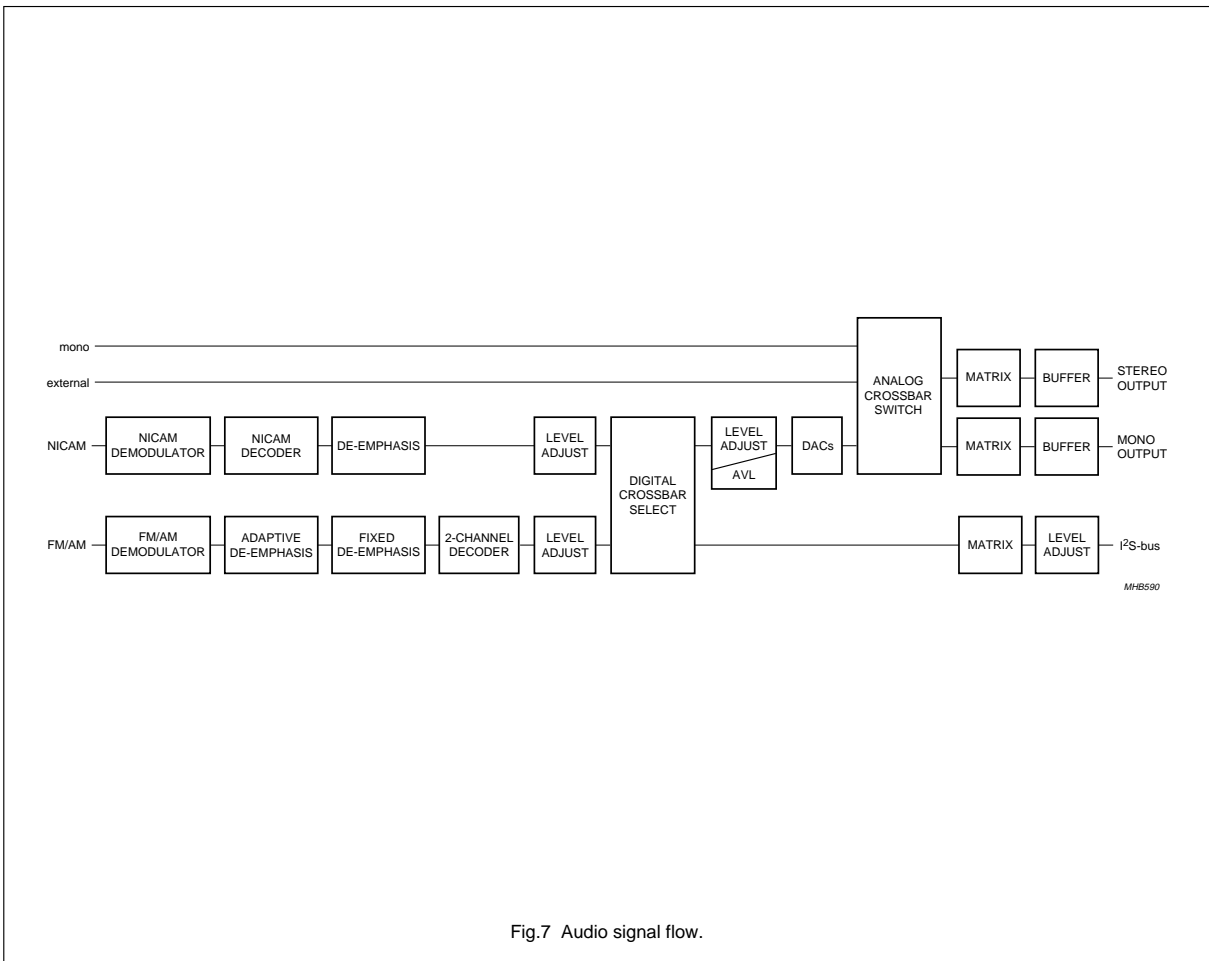 mono
external
ANALOG
CROSSBAR
SWITCH
MATRIX
BUFFER
STEREO
OUTPUT
NICAM
NICAM
DEMODULATOR
NICAM
DECODER
DE-EMPHASIS
LEVEL
ADJUST
DIGITAL
CROSSBAR
SELECT
LEVEL
ADJUST
AVL
DACs
MATRIX
BUFFER
MONO
OUTPUT
FM/AM
FM/AM
DEMODULATOR
ADAPTIVE
DE-EMPHASIS
FIXED
DE-EMPHASIS
2-CHANNEL
DECODER
LEVEL
ADJUST
MATRIX
LEVEL
ADJUST
I²S-bus
MHB590
Fig.7 Audio signal flow.